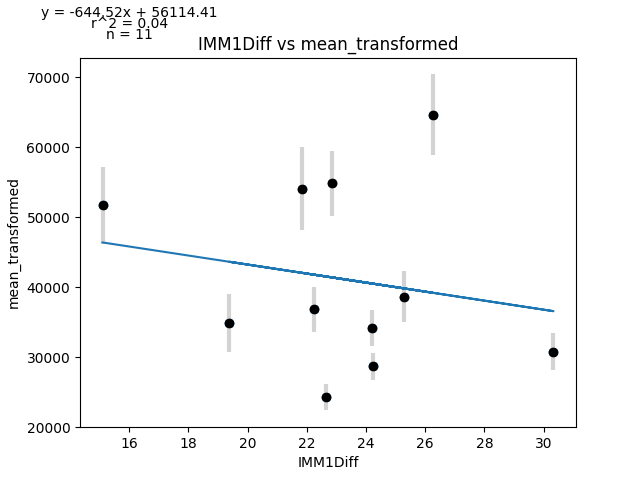 y = -644.52x + 56114.41
r^2 = 0.04
n = 11
IMM1Diff vs mean_transformed
mean_transformed
70000
60000
50000
40000
30000
20000
16
18
20
22
24
26
28
30
IMM1Diff